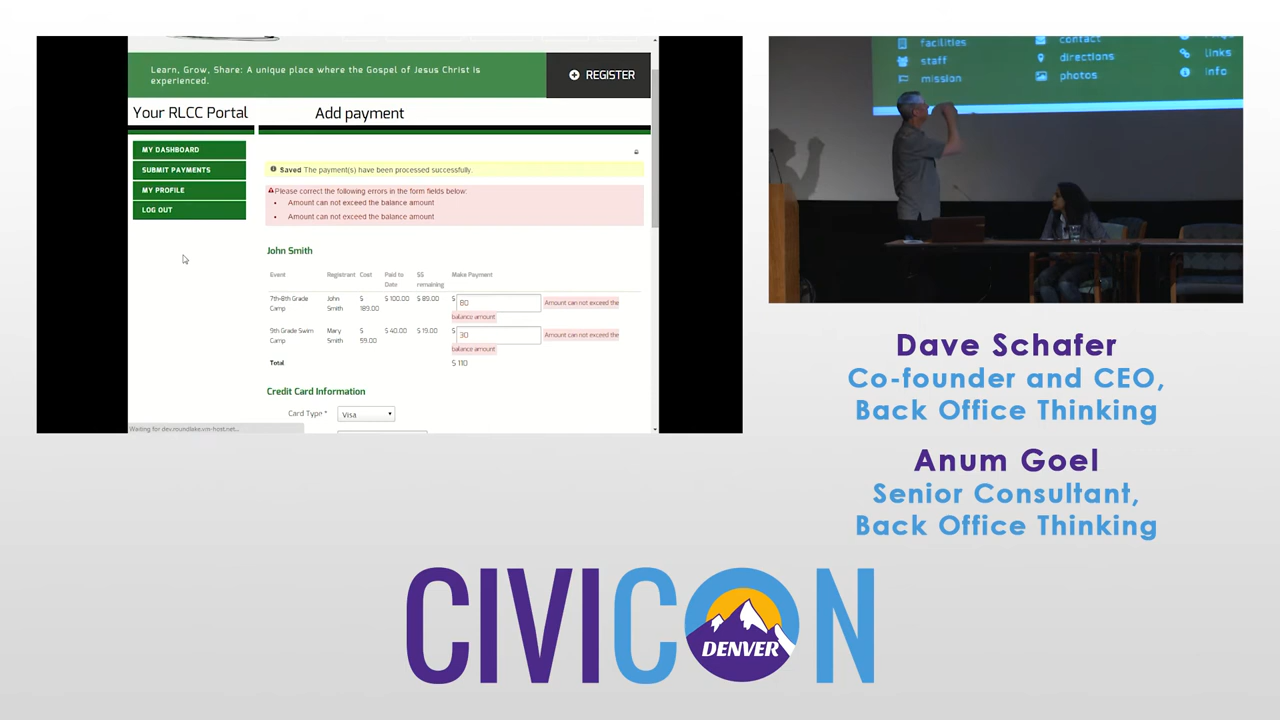 Learn, Grow, Share: A unique place where the Gospel of Jesus Christ is
experienced.
REGISTER
Your RLCC Portal
Add payment
MY DASHBOARD
SUBMIT PAYMENTS
MY PROFILE
LOG OUT
Saved The payment(s) have been processed successfully.
Please correct the following errors in the form fields below:
Amount can not exceed the balance amount
Amount can not exceed the balance amount
John Smith
Event Registrant Cost Paid to Date $$ remaining Make Payment
7th-8th Grade Camp John Smith $ 189.00 $ 100.00 $ 89.00 $ 80 Amount can not exceed the balance amount
9th Grade Swim Camp Mary Smith $ 59.00 $ 40.00 $ 19.00 $ 30 Amount can not exceed the balance amount
Total $ 110
Credit Card Information
Card Type * Visa
Waiting for dev.roundlake.vm-host.net...
facilities
staff
mission
contact
directions
photos
links
info
Dave Schafer
Co-founder and CEO,
Back Office Thinking
Anum Goel
Senior Consultant,
Back Office Thinking
CIVICON
DENVER